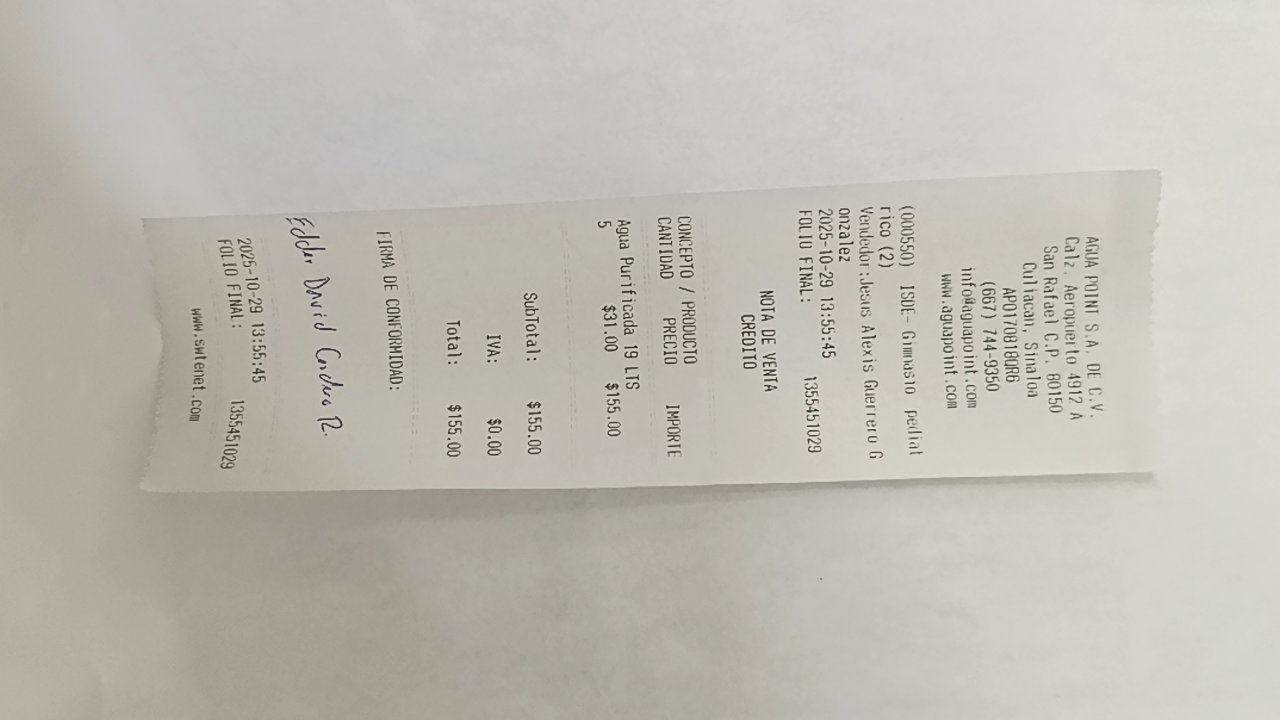 AGUA POINT S.A. DE C.V.
Calz. Aeropuerto 4912 A
San Rafael C.P. 80150
Culiacan, Sinaloa
APO170818QR6
(667) 744-9350
info@aguapoint.com
www.aguapoint.com
(000550) ISDE- Gimnasio pediat
rico (2)
Vendedor:Jesus Alexis Guerrero G
onzalez
2025-10-29 13:55:45
FOLIO FINAL: 1355451029
NOTA DE VENTA
CREDITO
CONCEPTO / PRODUCTO
CANTIDAD PRECIO IMPORTE
Agua Purificada 19 LTS
5 $31.00 $155.00
SubTotal: $155.00
IVA: $0.00
Total: $155.00
FIRMA DE CONFORMIDAD:
Edder David
2025-10-29 13:55:45
FOLIO FINAL: 1355451029
www.swtenet.com